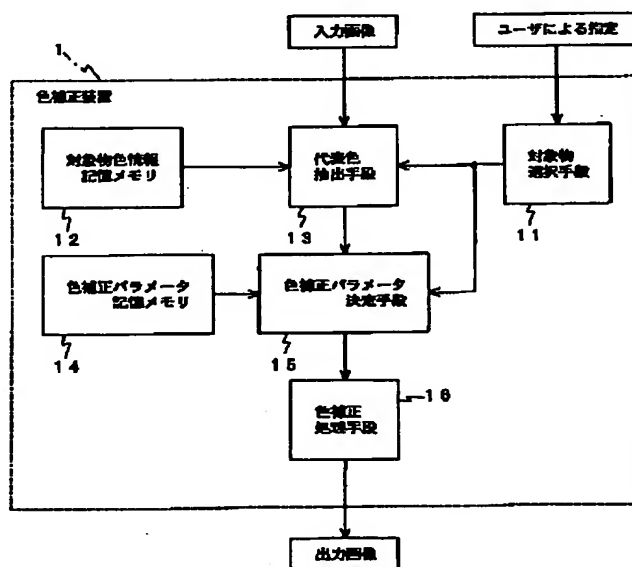 入力画像
ユーザによる指定
1
色補正装置
対象物色情報
記憶メモリ
12
代表色
抽出手段
13
対象物
選択手段
11
色補正パラメータ
記憶メモリ
14
色補正パラメータ
決定手段
15
色補正
処理手段
16
出力画像